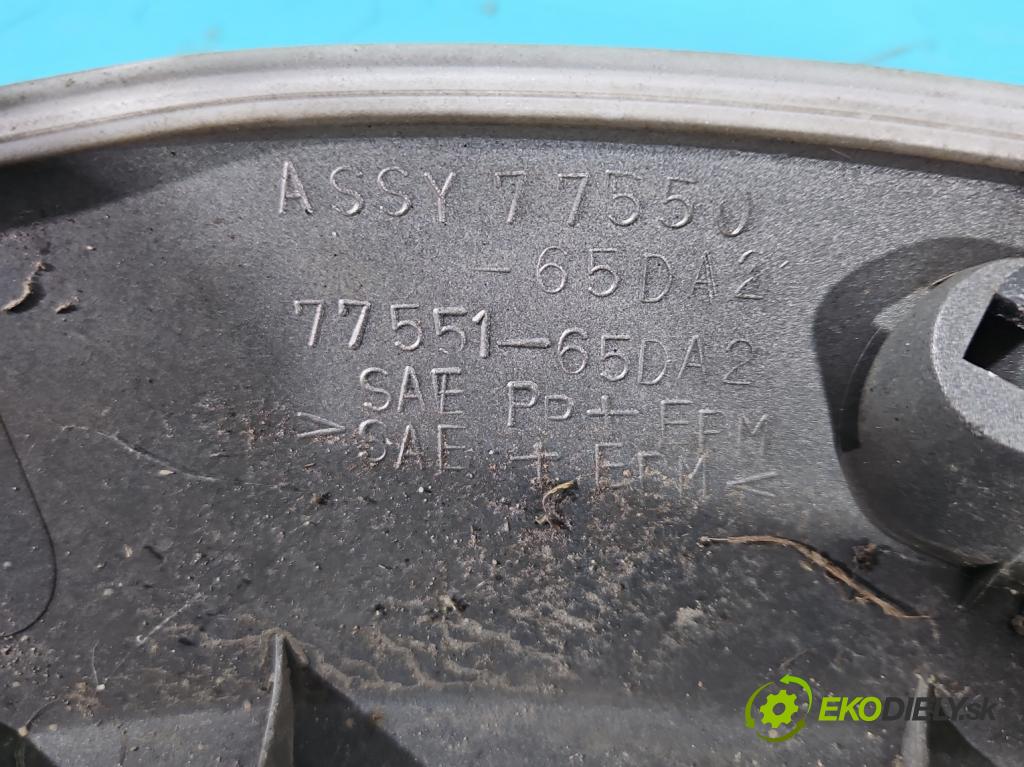 ASSY 77550
-65DA2
77551-65DA2
SAE PP+EPM
>SAE +EPM<
EKODIELY.sk